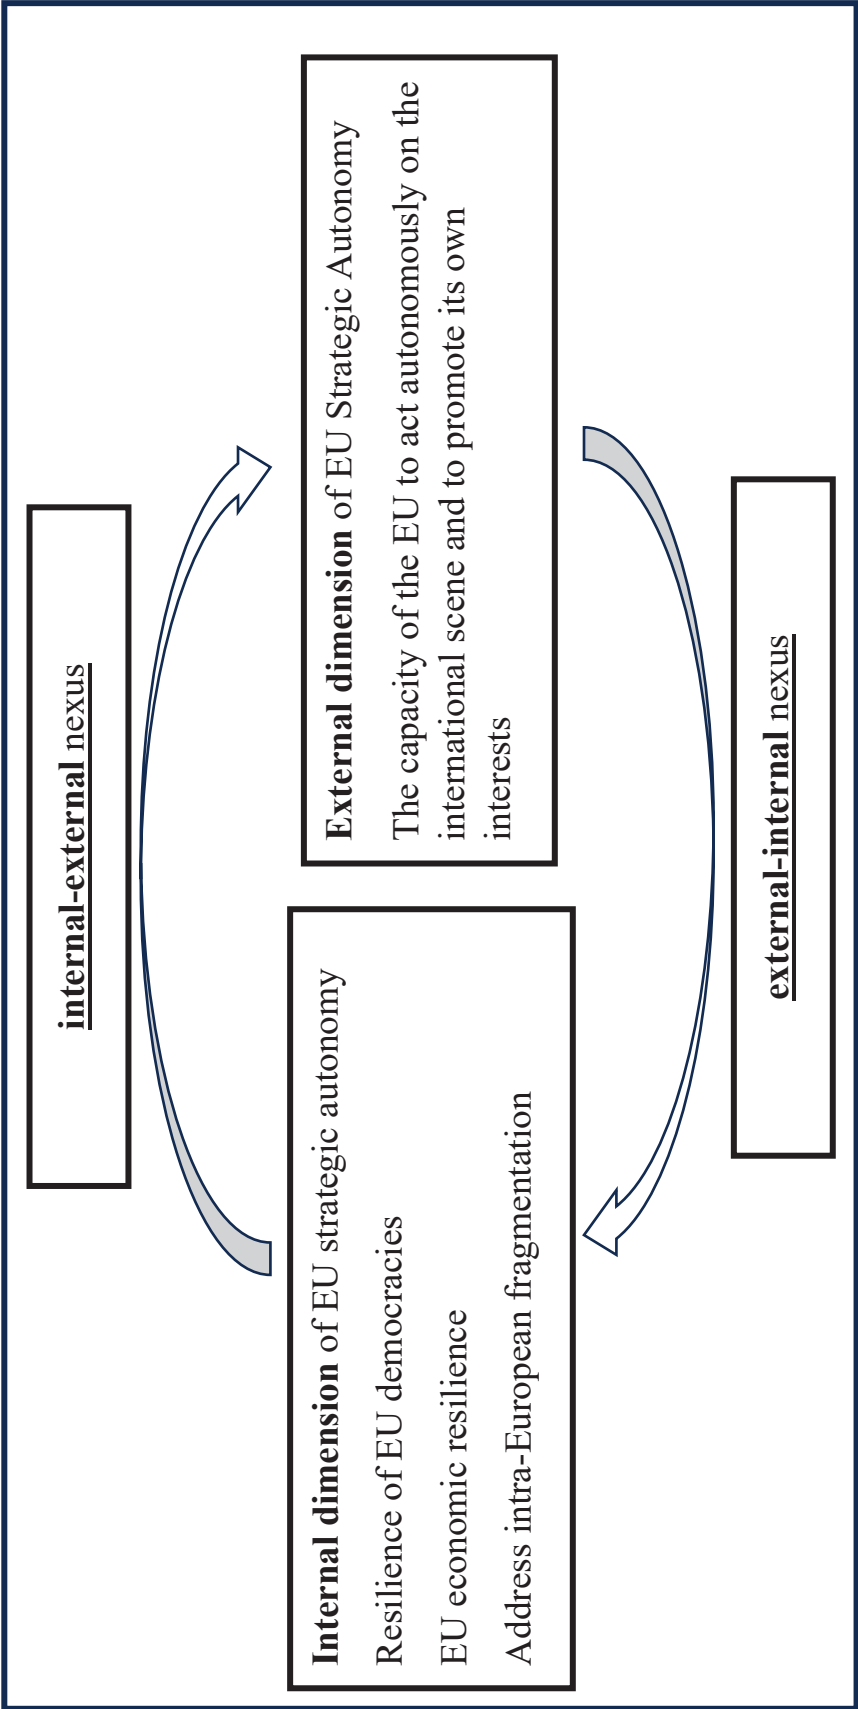 internal-external nexus
Internal dimension of EU strategic autonomy
Resilience of EU democracies
EU economic resilience
Address intra-European fragmentation
External dimension of EU Strategic Autonomy
The capacity of the EU to act autonomously on the
international scene and to promote its own
interests
external-internal nexus